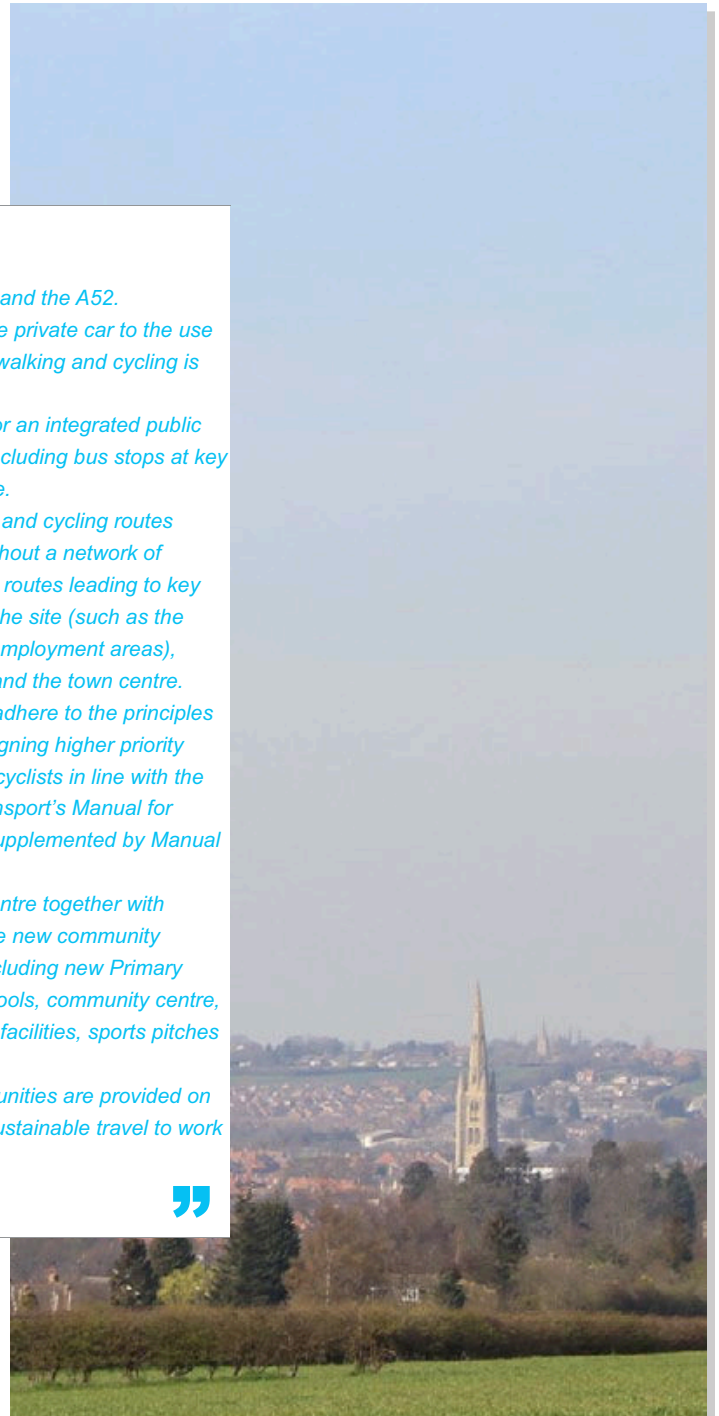 and the A52.
e private car to the use
walking and cycling is
or an integrated public
cluding bus stops at key
e.
and cycling routes
hout a network of
routes leading to key
he site (such as the
mployment areas),
and the town centre.
adhere to the principles
gning higher priority
cyclists in line with the
nsport’s Manual for
upplemented by Manual
ntre together with
e new community
cluding new Primary
ools, community centre,
facilities, sports pitches
unities are provided on
ustainable travel to work
”